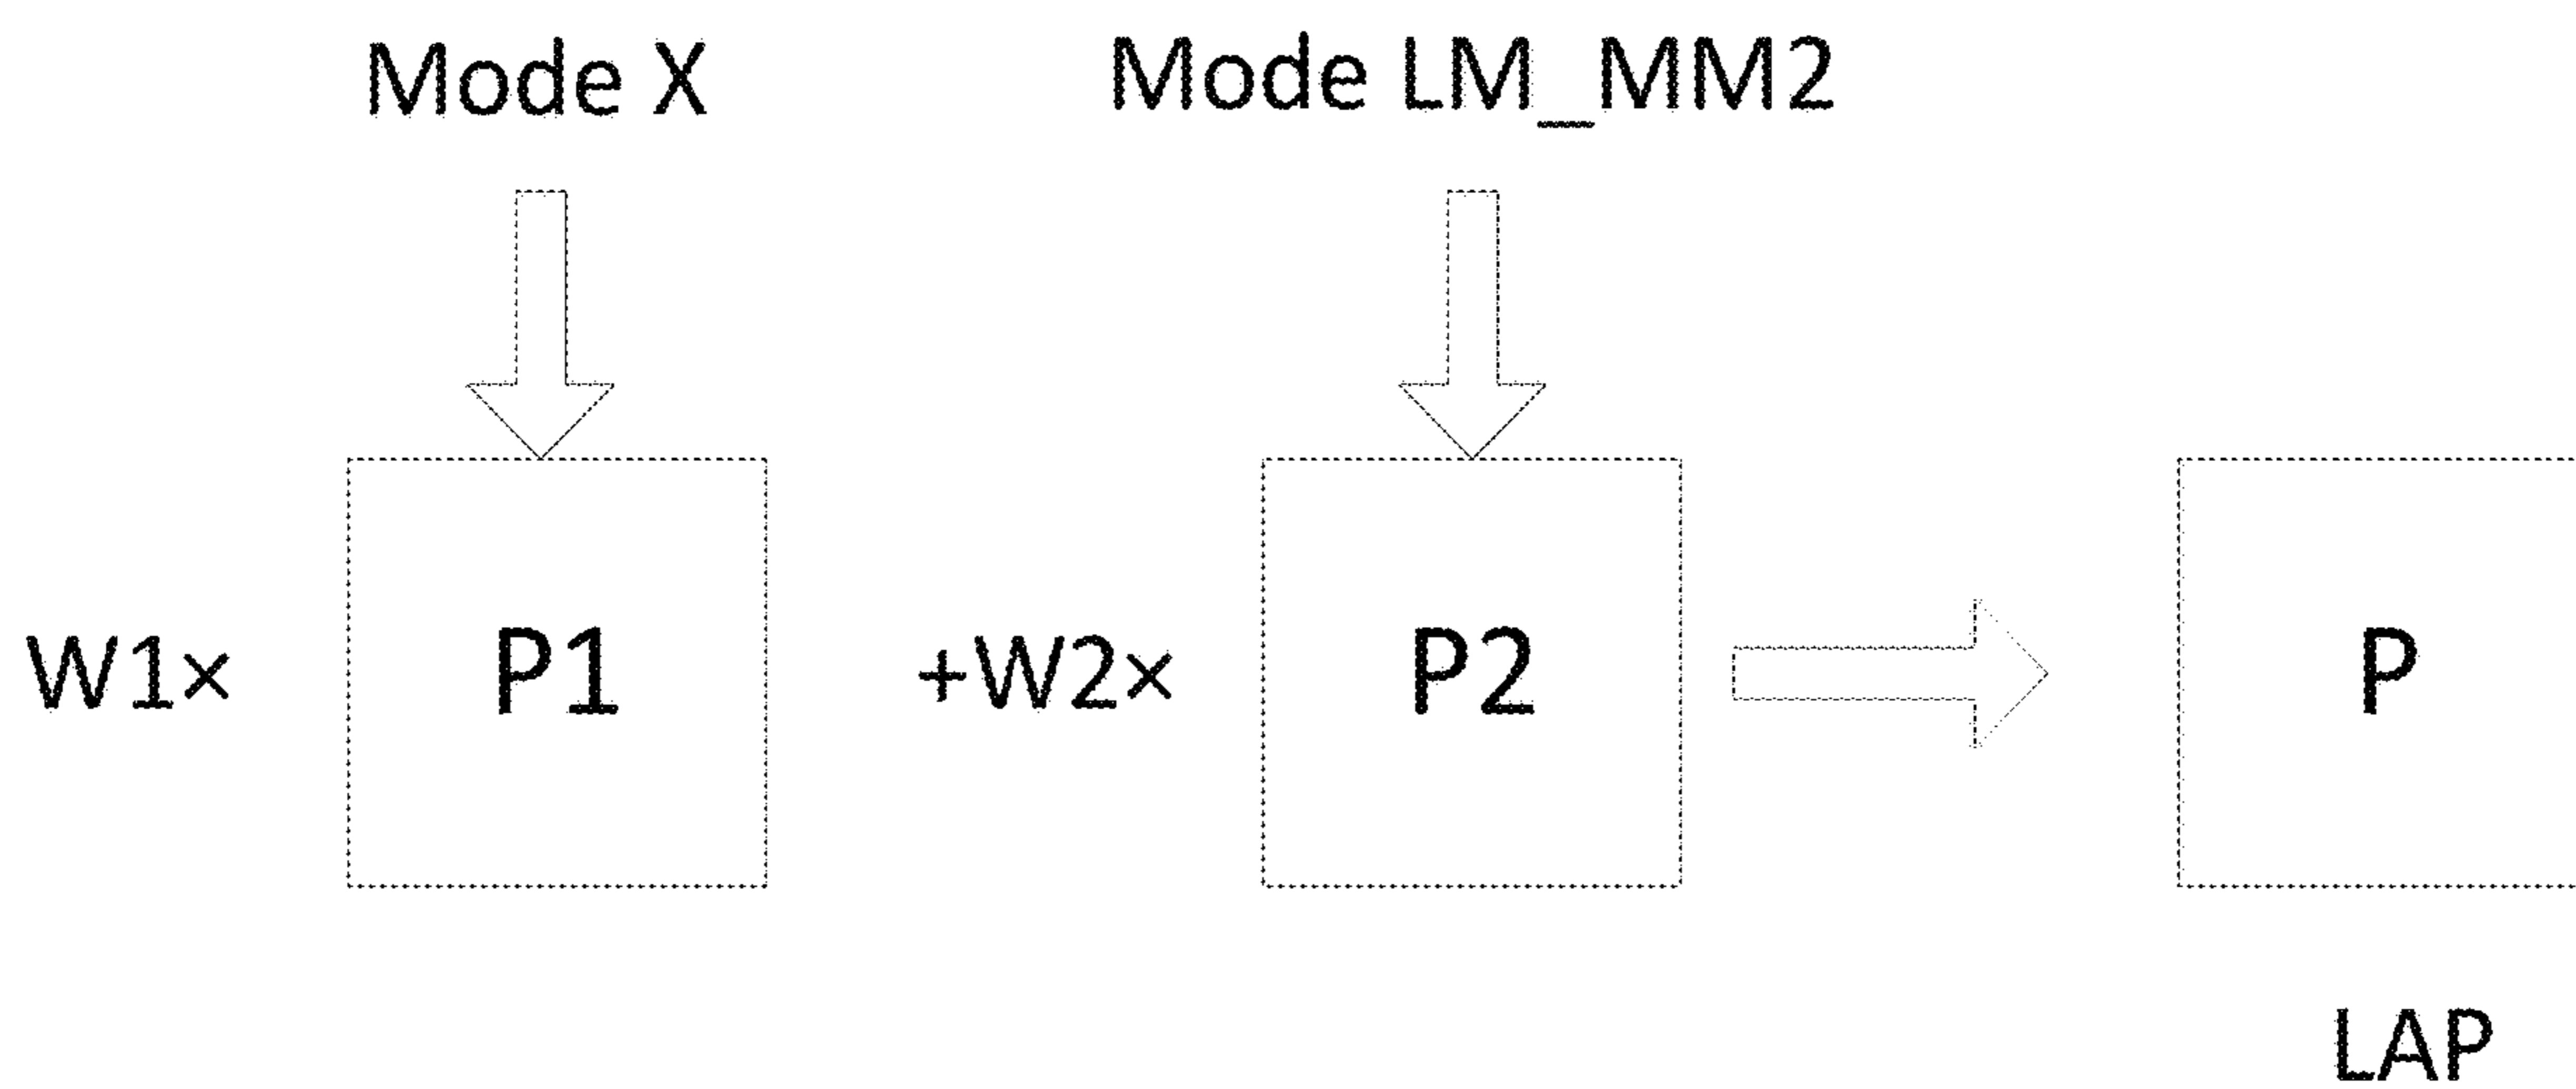 Mode X
Mode LM_MM2
W1×
P1
+W2×
P2
P
LAP